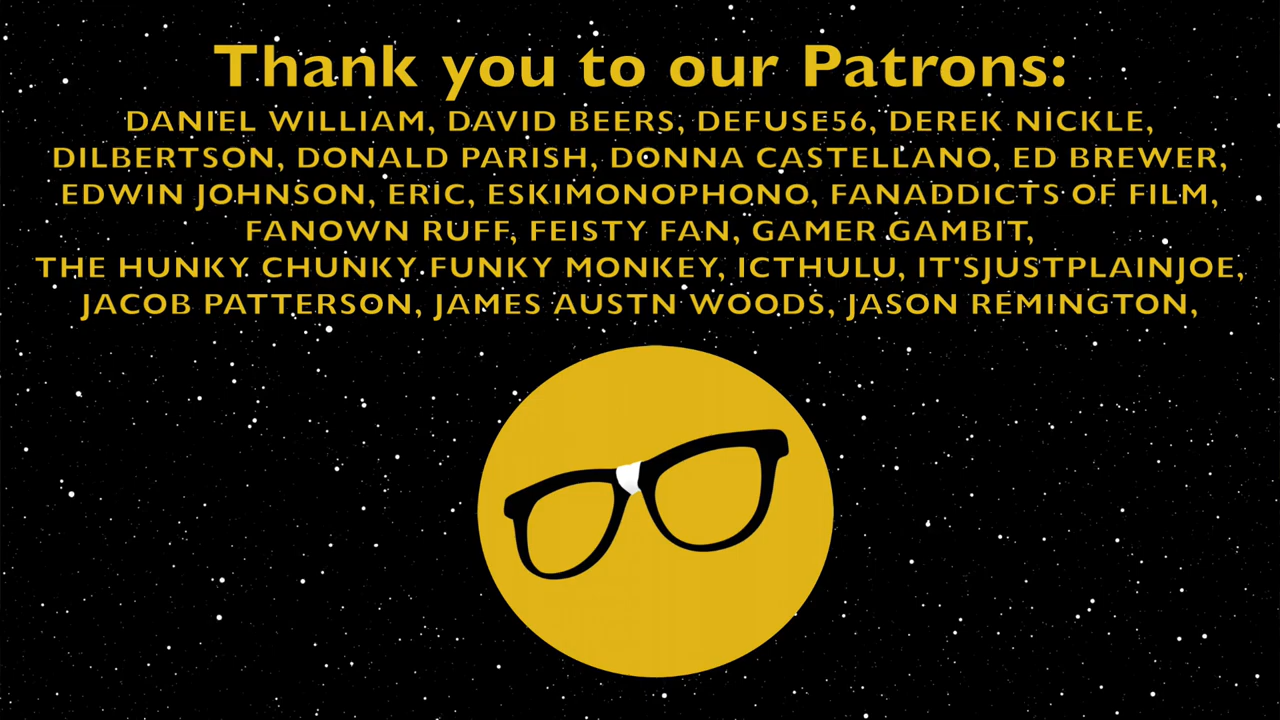 Thank you to our Patrons:
DANIEL WILLIAM, DAVID BEERS, DEFUSE56, DEREK NICKLE,
DILBERTSON, DONALD PARISH, DONNA CASTELLANO, ED BREWER,
EDWIN JOHNSON, ERIC, ESKIMONOPHONO, FANADDICTS OF FILM,
FANOWN RUFF, FEISTY FAN, GAMER GAMBIT,
THE HUNKY CHUNKY FUNKY MONKEY, ICTHULU, IT'SJUSTPLAINJOE,
JACOB PATTERSON, JAMES AUSTN WOODS, JASON REMINGTON,